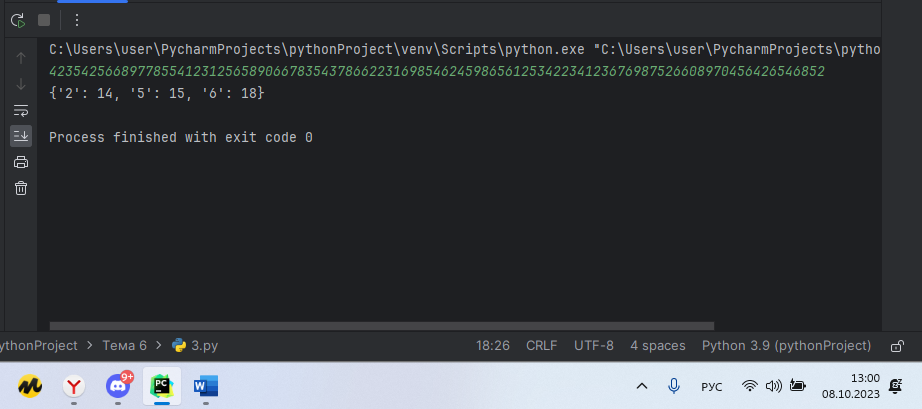 C:\Users\user\PycharmProjects\pythonProject\venv\Scripts\python.exe "C:\Users\user\PycharmProjects\pytho
4235425668977855412312565890667835437866223169854624598656125342234123676987526608970456426546852
{'2': 14, '5': 15, '6': 18}
Process finished with exit code 0
ythonProject > Тема 6 > 3.py 18:26 CRLF UTF-8 4 spaces Python 3.9 (pythonProject)
9+ PC W РУС 13:00
08.10.2023